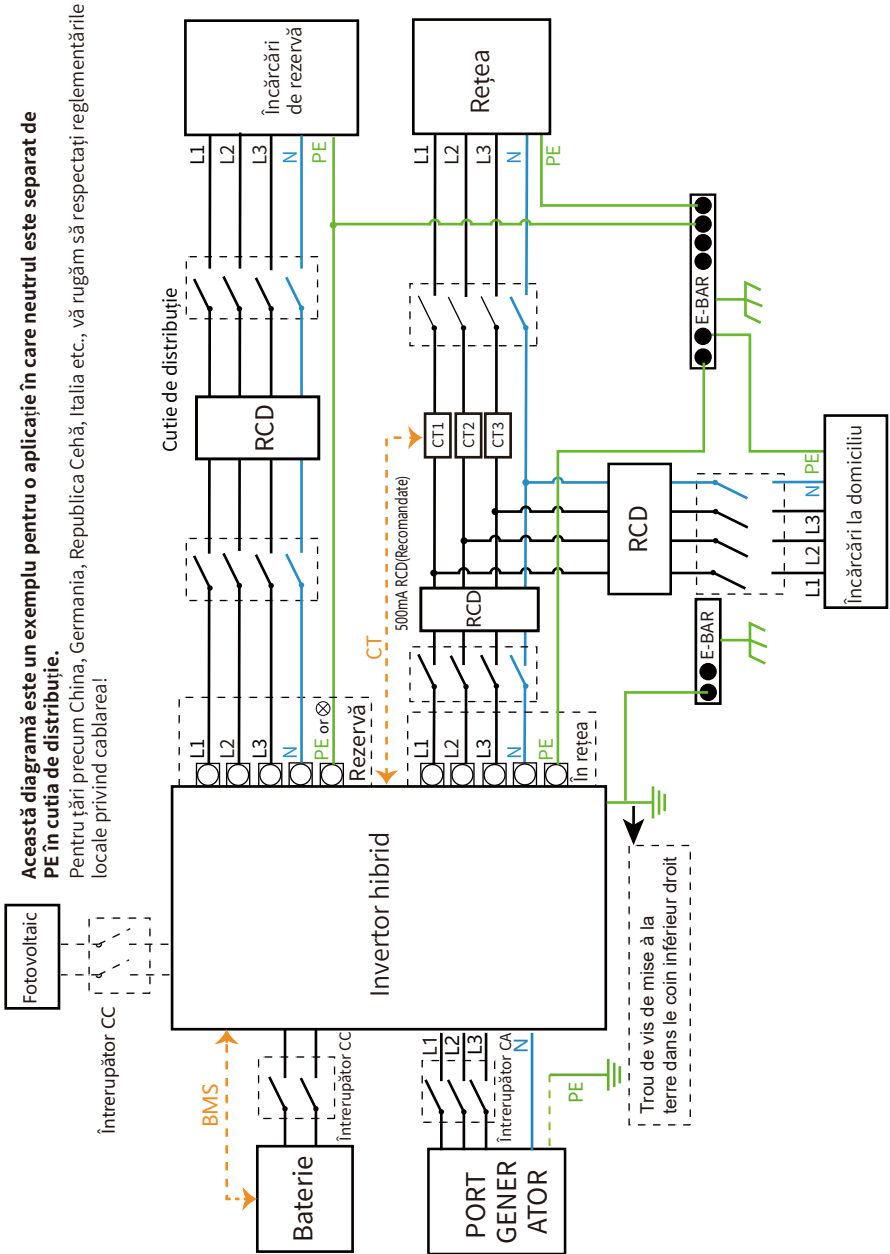 Această diagramă este un exemplu pentru o aplicație în care neutrul este separat de
PE în cutia de distribuție.
Pentru țări precum China, Germania, Republica Cehă, Italia etc., vă rugăm să respectați reglementările
locale privind cablarea!
Fotovoltaic
Întrerupător CC
BMS
Baterie
Întrerupător CC
PORT
GENER
ATOR
L1
L2
L3
N
Întrerupător CA
PE
Invertor hibrid
Trou de vis de mise à la
terre dans le coin inférieur droit
L1
L2
L3
N
PE or ⊗
Rezervă
Cutie de distribuție
RCD
L1
L2
L3
N
PE
Încărcări
de rezervă
CT
L1
L2
L3
N
PE
În rețea
500mA RCD(Recomandate)
RCD
CT1
CT2
CT3
L1
L2
L3
N
PE
Rețea
E-BAR
RCD
E-BAR
L1
L2
L3
N
PE
Încărcări la domiciliu